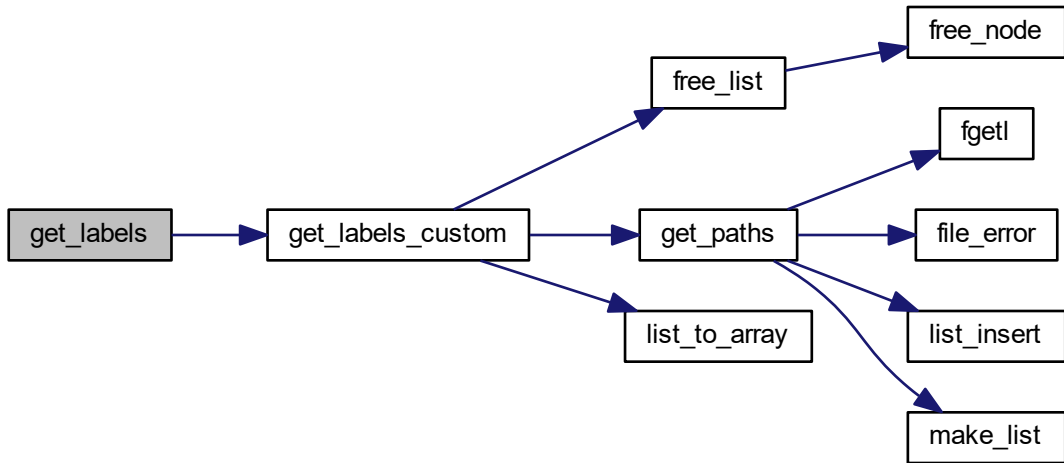 get_labels
get_labels_custom
free_list
free_node
get_paths
fgetl
file_error
list_insert
make_list
list_to_array